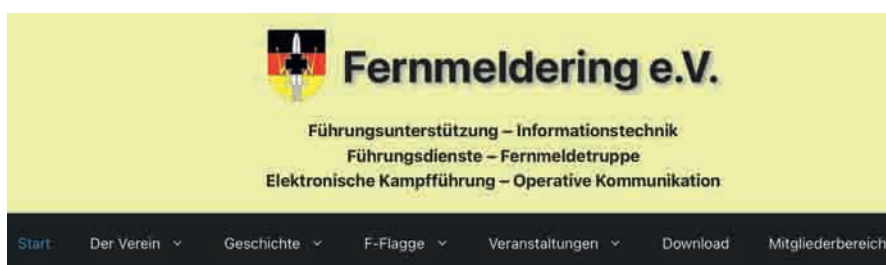 Fernmeldering e.V.
Führungsunterstützung – Informationstechnik
Führungsdienste – Fernmeldetruppe
Elektronische Kampfführung – Operative Kommunikation
Start Der Verein Geschichte F-Flagge Veranstaltungen Download Mitgliederbereich